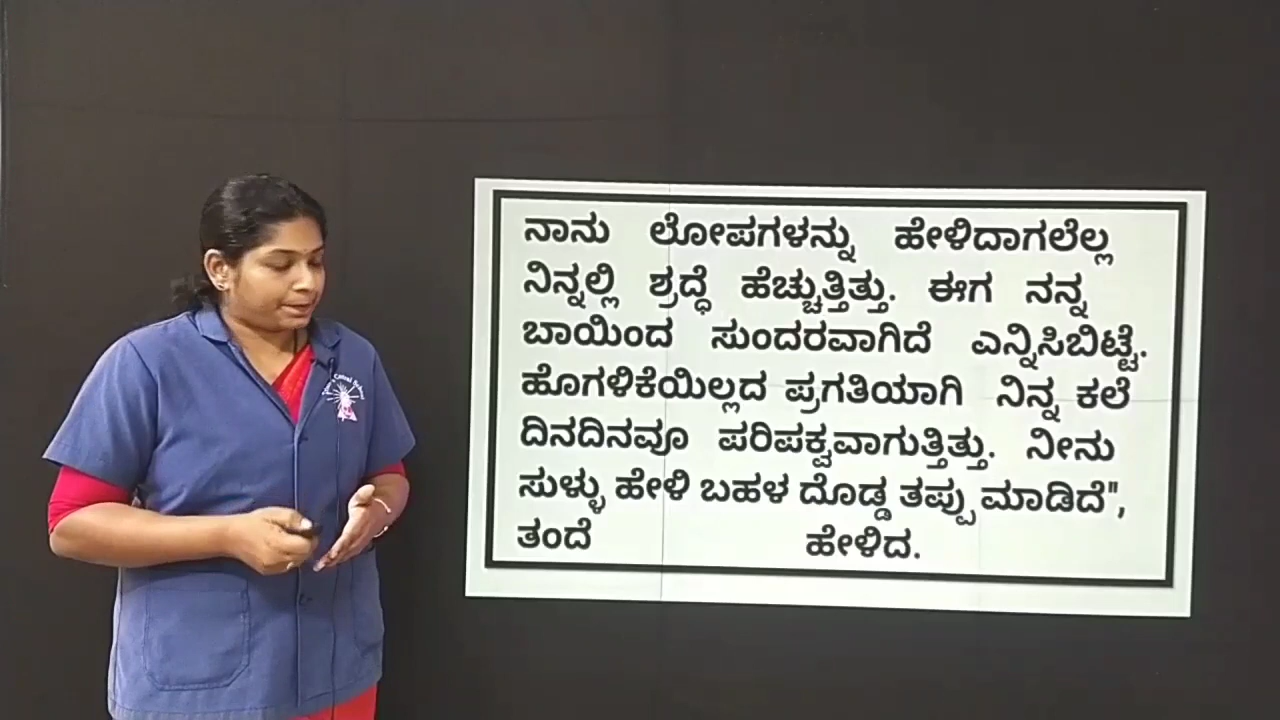 ನಾನು ಲೋಪಗಳನ್ನು ಹೇಳಿದಾಗಲೆಲ್ಲ
ನಿನ್ನಲ್ಲಿ ಶ್ರದ್ಧೆ ಹೆಚ್ಚುತ್ತಿತ್ತು. ಈಗ ನನ್ನ
ಬಾಯಿಂದ ಸುಂದರವಾಗಿದೆ ಎನ್ನಿಸಿಬಿಟ್ಟೆ.
ಹೊಗಳಿಕೆಯಿಲ್ಲದ ಪ್ರಗತಿಯಾಗಿ ನಿನ್ನ ಕಲೆ
ದಿನದಿನವೂ ಪರಿಪಕ್ವವಾಗುತ್ತಿತ್ತು. ನೀನು
ಸುಳ್ಳು ಹೇಳಿ ಬಹಳ ದೊಡ್ಡ ತಪ್ಪು ಮಾಡಿದೆ",
ತಂದೆ ಹೇಳಿದ.